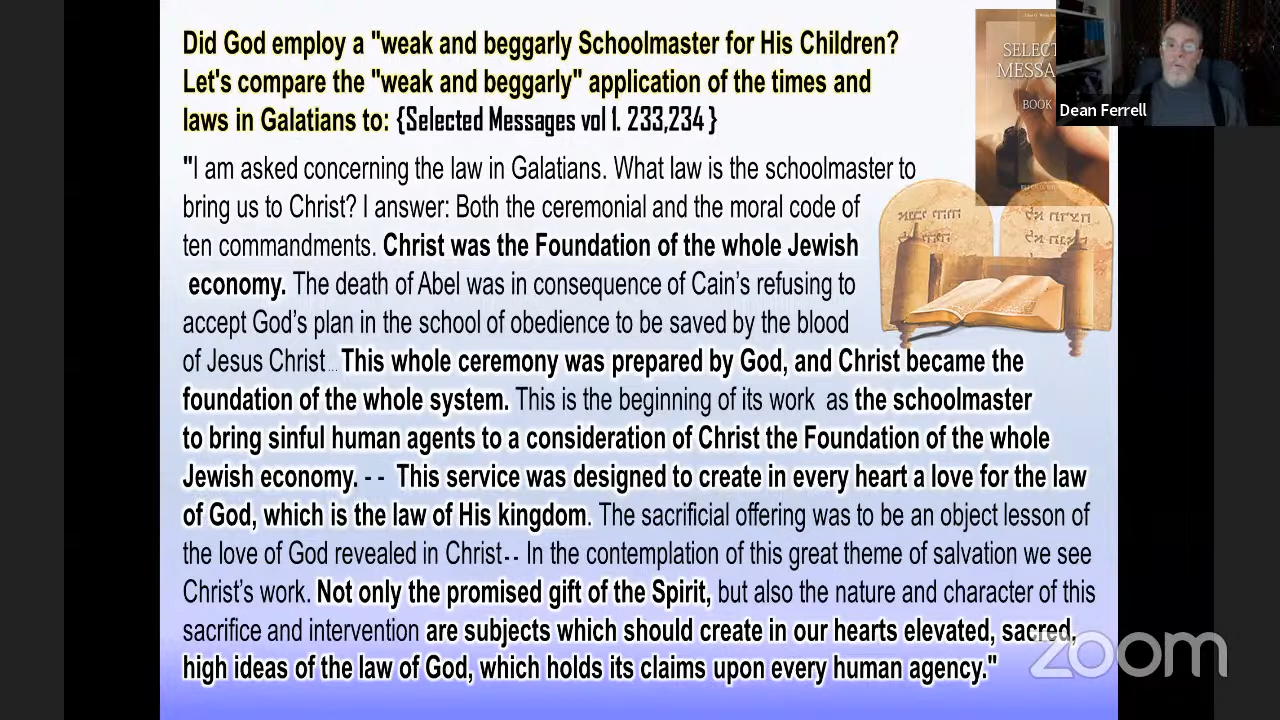 Did God employ a "weak and beggarly Schoolmaster for His Children?
Let's compare the "weak and beggarly" application of the times and
laws in Galatians to: {Selected Messages vol 1. 233,234 }
"I am asked concerning the law in Galatians. What law is the schoolmaster to
bring us to Christ? I answer: Both the ceremonial and the moral code of
ten commandments. Christ was the Foundation of the whole Jewish
economy. The death of Abel was in consequence of Cain's refusing to
accept God's plan in the school of obedience to be saved by the blood
of Jesus Christ... This whole ceremony was prepared by God, and Christ became the
foundation of the whole system. This is the beginning of its work as the schoolmaster
to bring sinful human agents to a consideration of Christ the Foundation of the whole
Jewish economy. - - This service was designed to create in every heart a love for the law
of God, which is the law of His kingdom. The sacrificial offering was to be an object lesson of
the love of God revealed in Christ-- In the contemplation of this great theme of salvation we see
Christ's work. Not only the promised gift of the Spirit, but also the nature and character of this
sacrifice and intervention are subjects which should create in our hearts elevated, sacred,
high ideas of the law of God, which holds its claims upon every human agency."
SELECT
MESSA
BOOK
Dean Ferrell
zoom